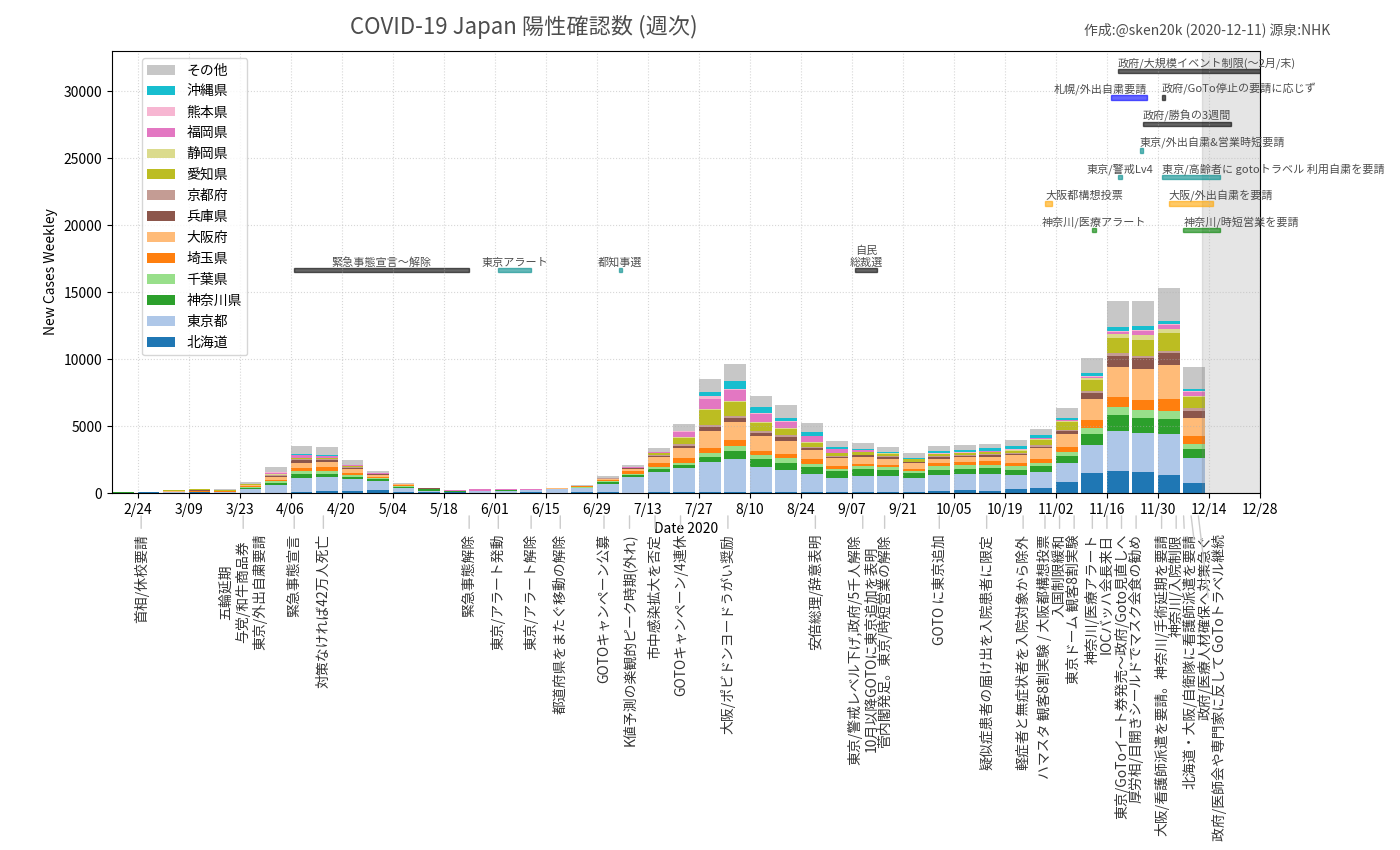 COVID-19 Japan 陽性確認数 (週次)
作成:@sken20k (2020-12-11) 源泉:NHK
New Cases Weekley
30000
25000
20000
15000
10000
5000
0
その他
沖縄県
熊本県
福岡県
静岡県
愛知県
京都府
兵庫県
大阪府
埼玉県
千葉県
神奈川県
東京都
北海道
政府/大規模イベント制限(~2月/末)
札幌/外出自粛要請
政府/GoTo停止の要請に応じず
政府/勝負の3週間
東京/外出自粛&営業時短要請
東京/警戒Lv4
東京/高齢者に gotoトラベル 利用自粛を要請
大阪都構想投票
大阪/外出自粛を要請
神奈川/医療アラート
神奈川/時短営業を要請
緊急事態宣言~解除
東京アラート
都知事選
自民
総裁選
2/24
3/09
3/23
4/06
4/20
5/04
5/18
6/01
6/15
6/29
7/13
7/27
8/10
8/24
9/07
9/21
10/05
10/19
11/02
11/16
11/30
12/14
12/28
Date 2020
首相/休校要請
五輪延期
与党/和牛商品券
東京/外出自粛要請
緊急事態宣言
対策なければ42万人死亡
緊急事態解除
東京/アラート発動
東京/アラート解除
都道府県をまたぐ移動の解除
GOTOキャンペーン公募
K値予測の楽観的ピーク時期(外れ)
市中感染拡大を否定
GOTOキャンペーン/4連休
大阪/ポビドンヨードうがい奨励
安倍総理/辞意表明
東京/警戒レベル下げ,政府/5千人解除
10月以降GOTOに東京追加を表明
菅内閣発足。東京/時短営業の解除
GOTO に東京追加
疑似症患者の届け出を入院患者に限定
軽症者と無症状者を入院対象から除外
ハマスタ 観客8割実験 / 大阪都構想投票
入国制限緩和
東京ドーム 観客8割実験
神奈川/医療アラート
IOCバッハ会長来日
東京/GoToイート券発売~政府/Goto見直しへ
厚労相/目開きシールドでマスク会食の勧め
大阪/看護師派遣を要請。神奈川/手術延期を要請
神奈川/入院制限
北海道・大阪/自衛隊に看護師派遣を要請
政府/医療人材確保へ対策急ぐ
政府/医師会や専門家に反して GoToトラベル継続